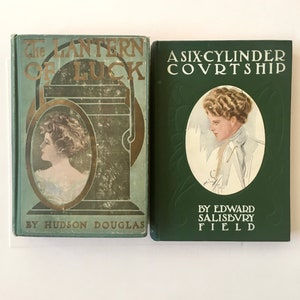 The LANTERN
OF LUCK
BY HUDSON DOUGLAS
A SIX-CYLINDER
COVRTSHIP
BY EDWARD
SALISBVRY
FIELD